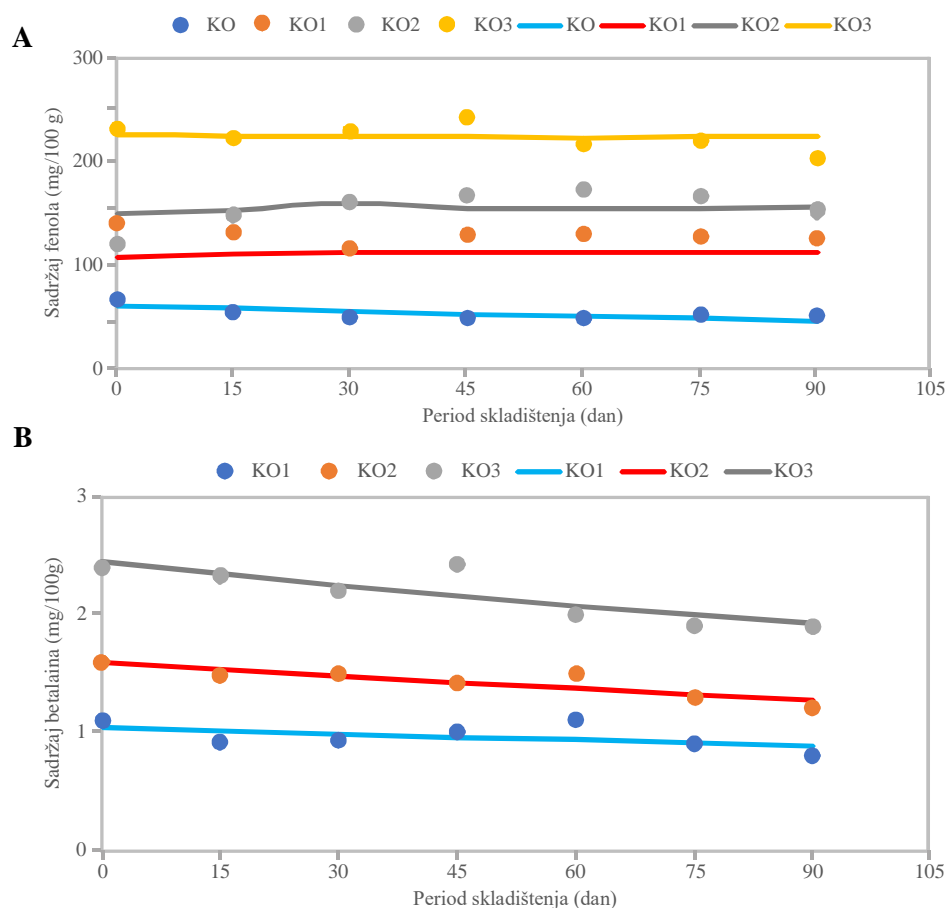 A
KO KO1 KO2 KO3 KO KO1 KO2 KO3
Sadržaj fenola (mg/100 g)
300
200
100
0
0 15 30 45 60 75 90 105
Period skladištenja (dan)
B
KO1 KO2 KO3 KO1 KO2 KO3
Sadržaj betalaina (mg/100g)
3
2
1
0
0 15 30 45 60 75 90 105
Period skladištenja (dan)